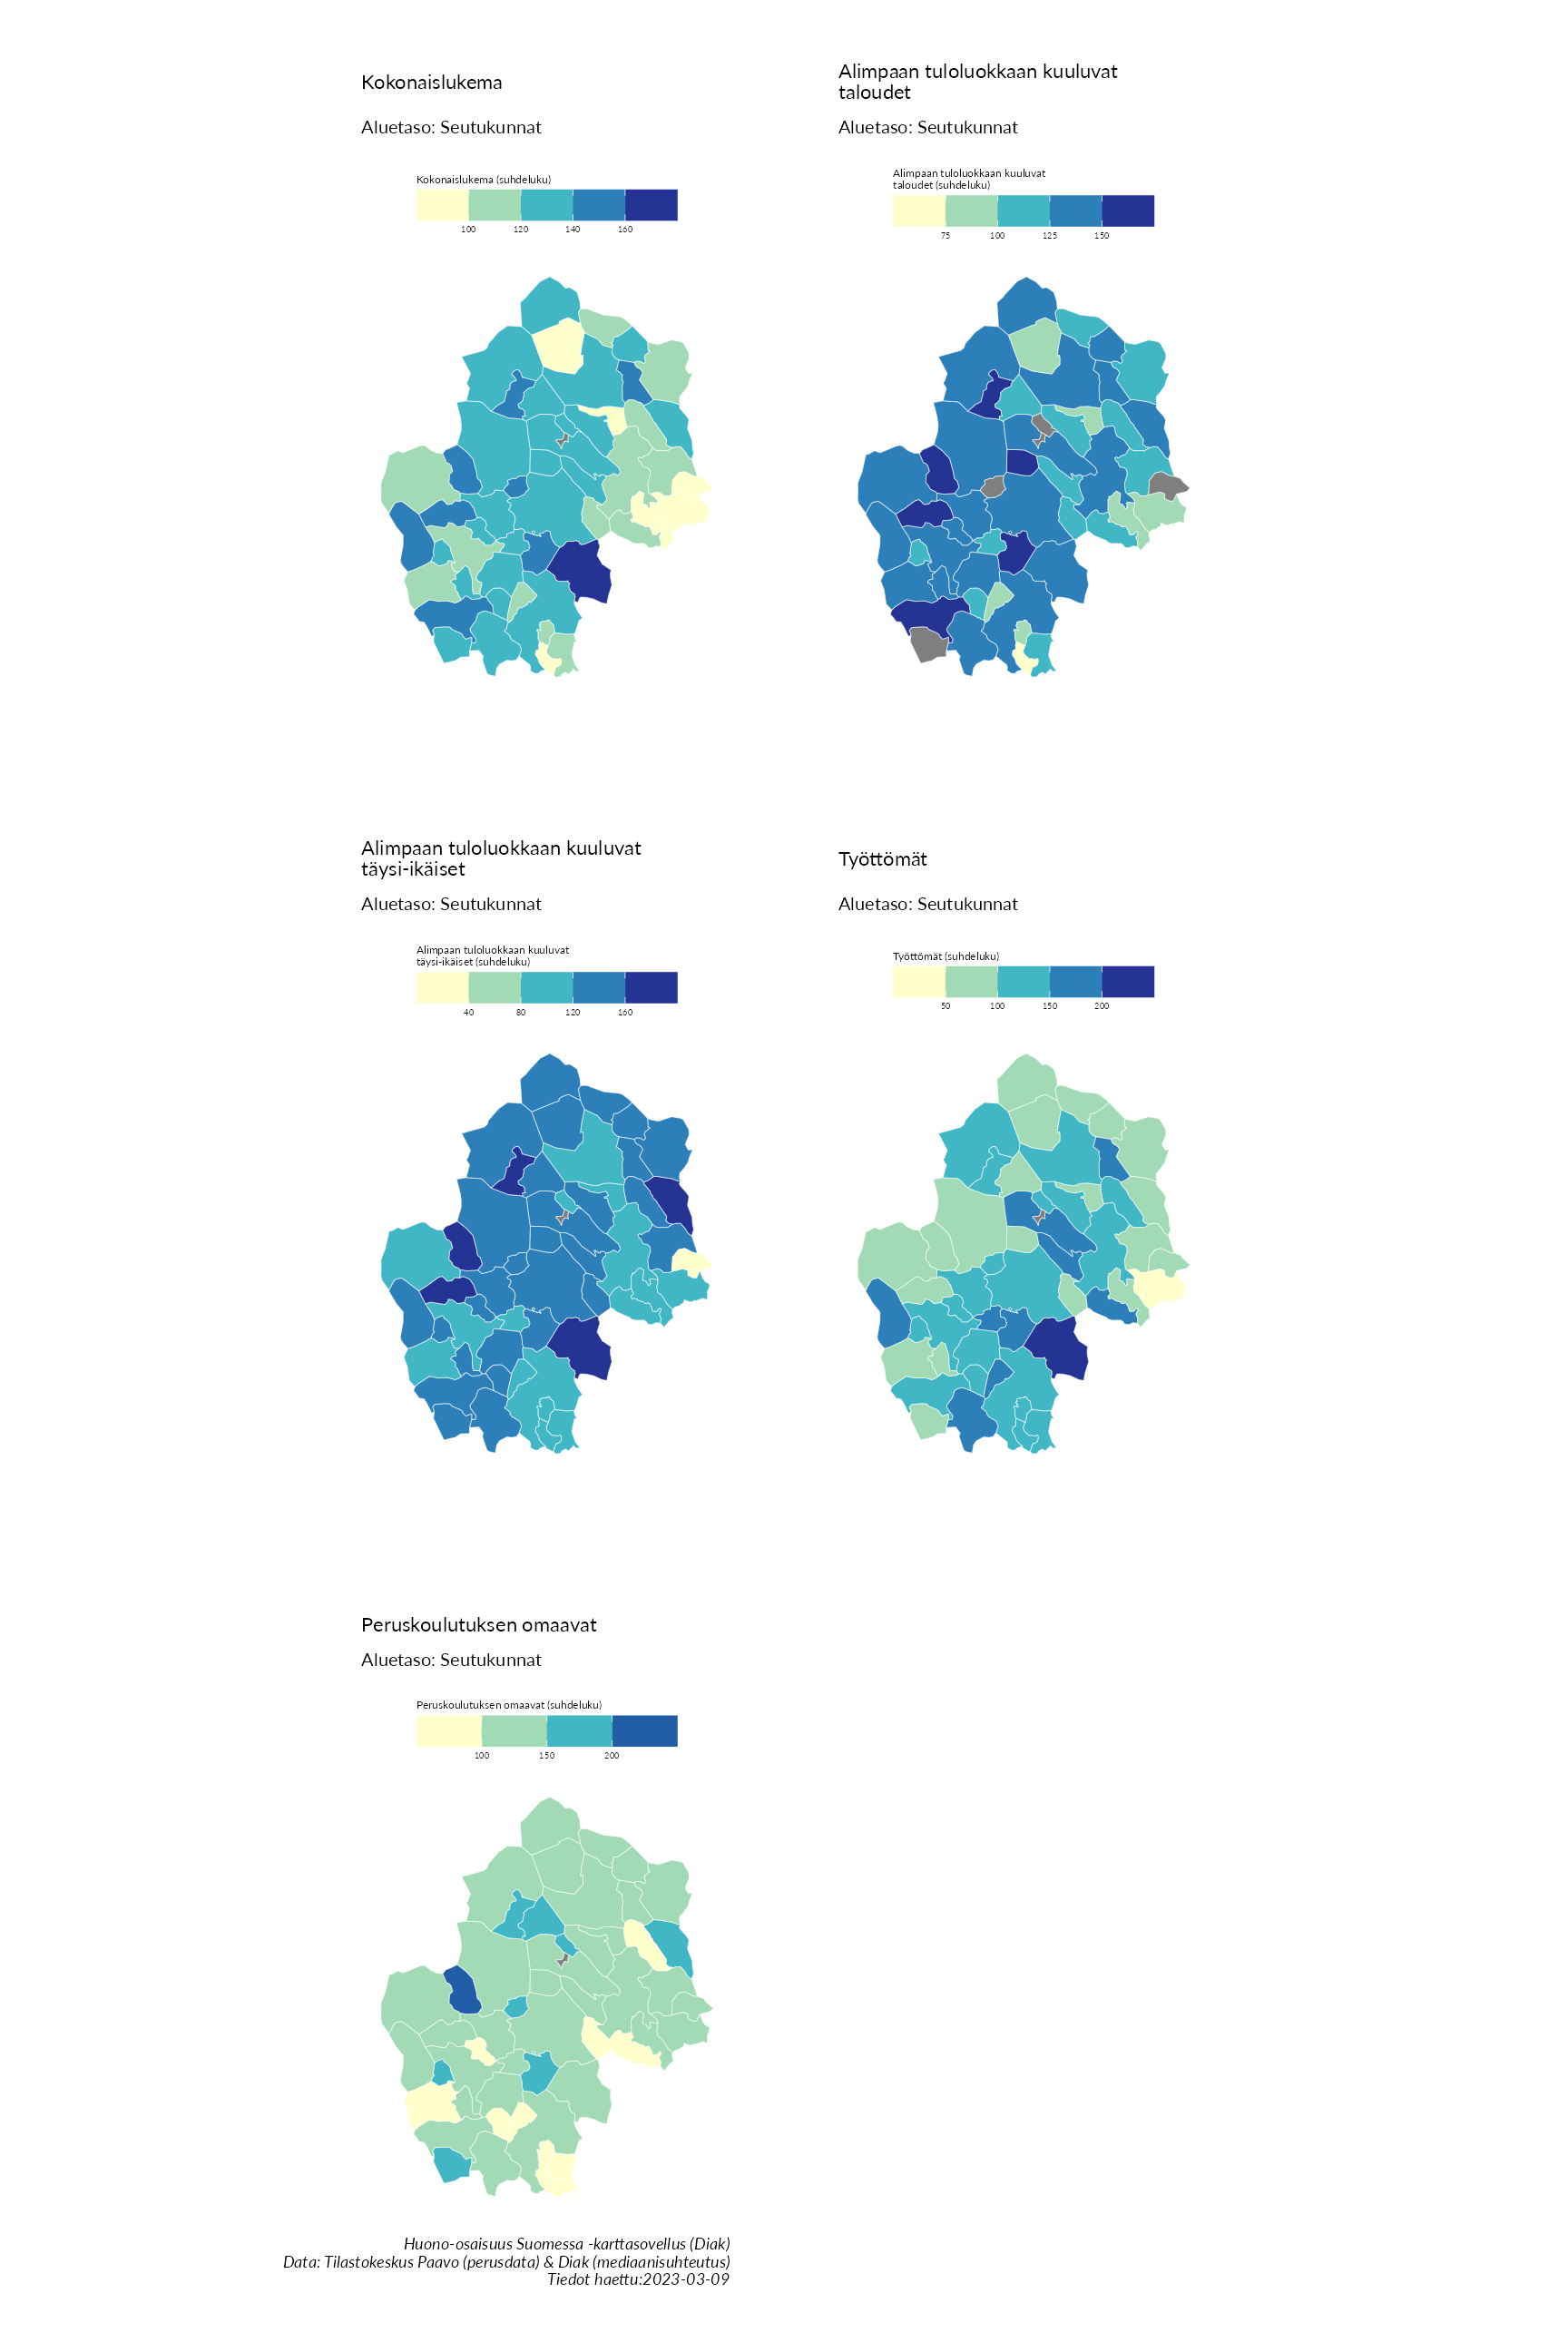 Kokonaislukema
Aluetaso: Seutukunnat
Kokonaislukema (suhdeluku)
100 120 140 160
Alimpaan tuloluokkaan kuuluvat
taloudet
Aluetaso: Seutukunnat
Alimpaan tuloluokkaan kuuluvat
taloudet (suhdeluku)
75 100 125 150
Alimpaan tuloluokkaan kuuluvat
täysi-ikäiset
Aluetaso: Seutukunnat
Alimpaan tuloluokkaan kuuluvat
täysi-ikäiset (suhdeluku)
40 80 120 160
Työttömät
Aluetaso: Seutukunnat
Työttömät (suhdeluku)
50 100 150 200
Peruskoulutuksen omaavat
Aluetaso: Seutukunnat
Peruskoulutuksen omaavat (suhdeluku)
100 150 200
Huono-osaisuus Suomessa -karttasovellus (Diak)
Data: Tilastokeskus Paavo (perusdata) & Diak (mediaanisuhteutus)
Tiedot haettu:2023-03-09